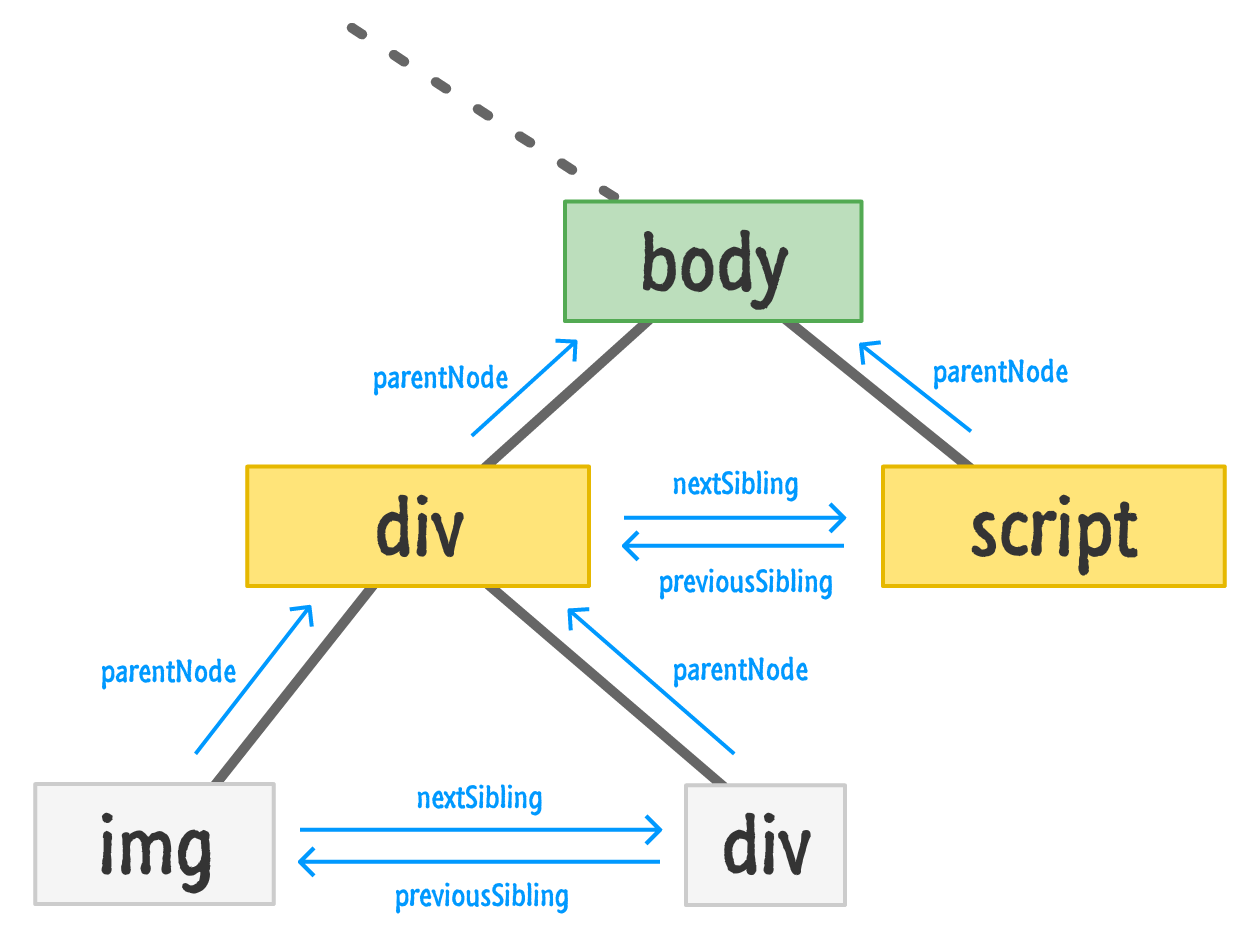 body
parentNode
parentNode
div
nextSibling
previousSibling
script
parentNode
parentNode
img
nextSibling
previousSibling
div